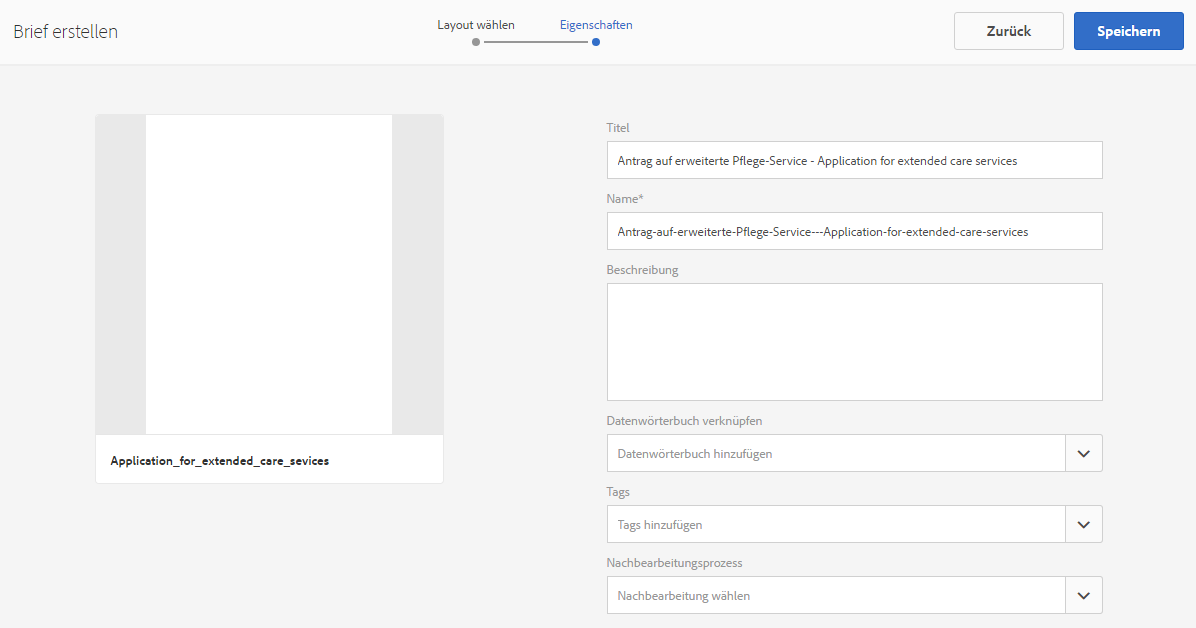 Brief erstellen
Layout wählen
Eigenschaften
Zurück
Speichern
Application_for_extended_care_sevices
Titel
Antrag auf erweiterte Pflege-Service - Application for extended care services
Name*
Antrag-auf-erweiterte-Pflege-Service---Application-for-extended-care-services
Beschreibung
Datenwörterbuch verknüpfen
Datenwörterbuch hinzufügen
Tags
Tags hinzufügen
Nachbearbeitungsprozess
Nachbearbeitung wählen